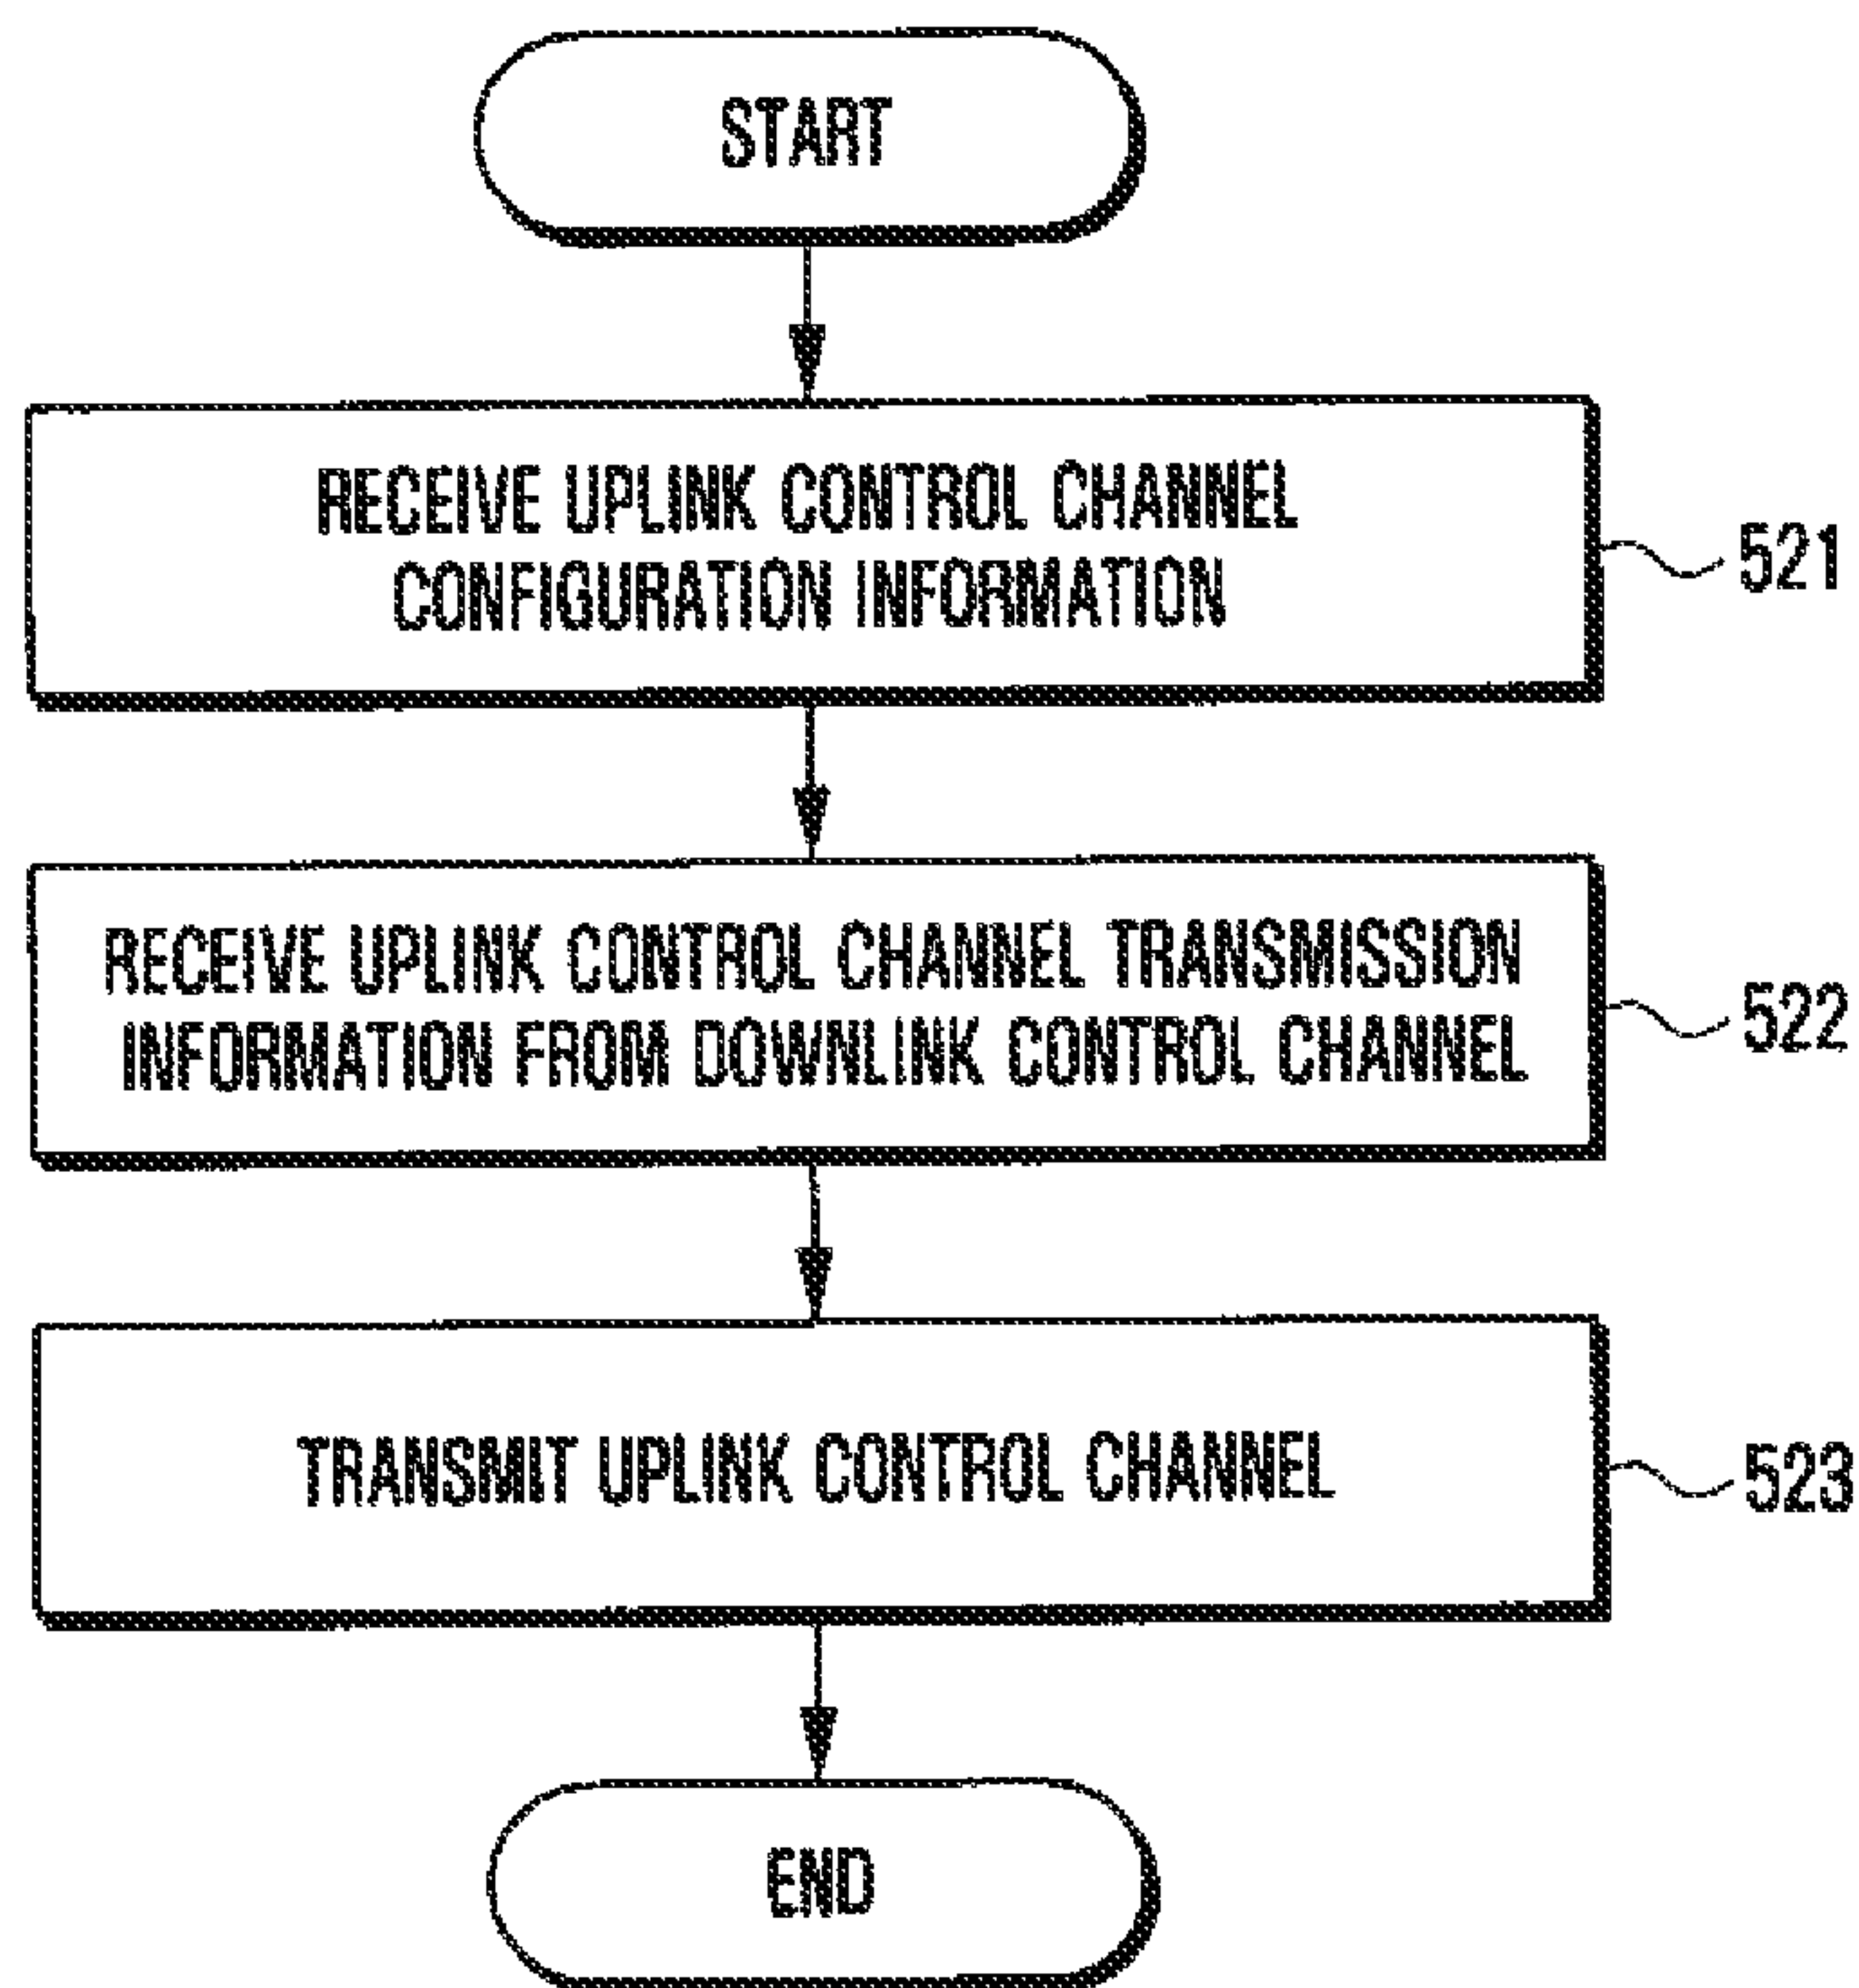 START
RECEIVE UPLINK CONTROL CHANNEL
CONFIGURATION INFORMATION
521
RECEIVE UPLINK CONTROL CHANNEL TRANSMISSION
INFORMATION FROM DOWNLINK CONTROL CHANNEL
522
TRANSMIT UPLINK CONTROL CHANNEL
523
END